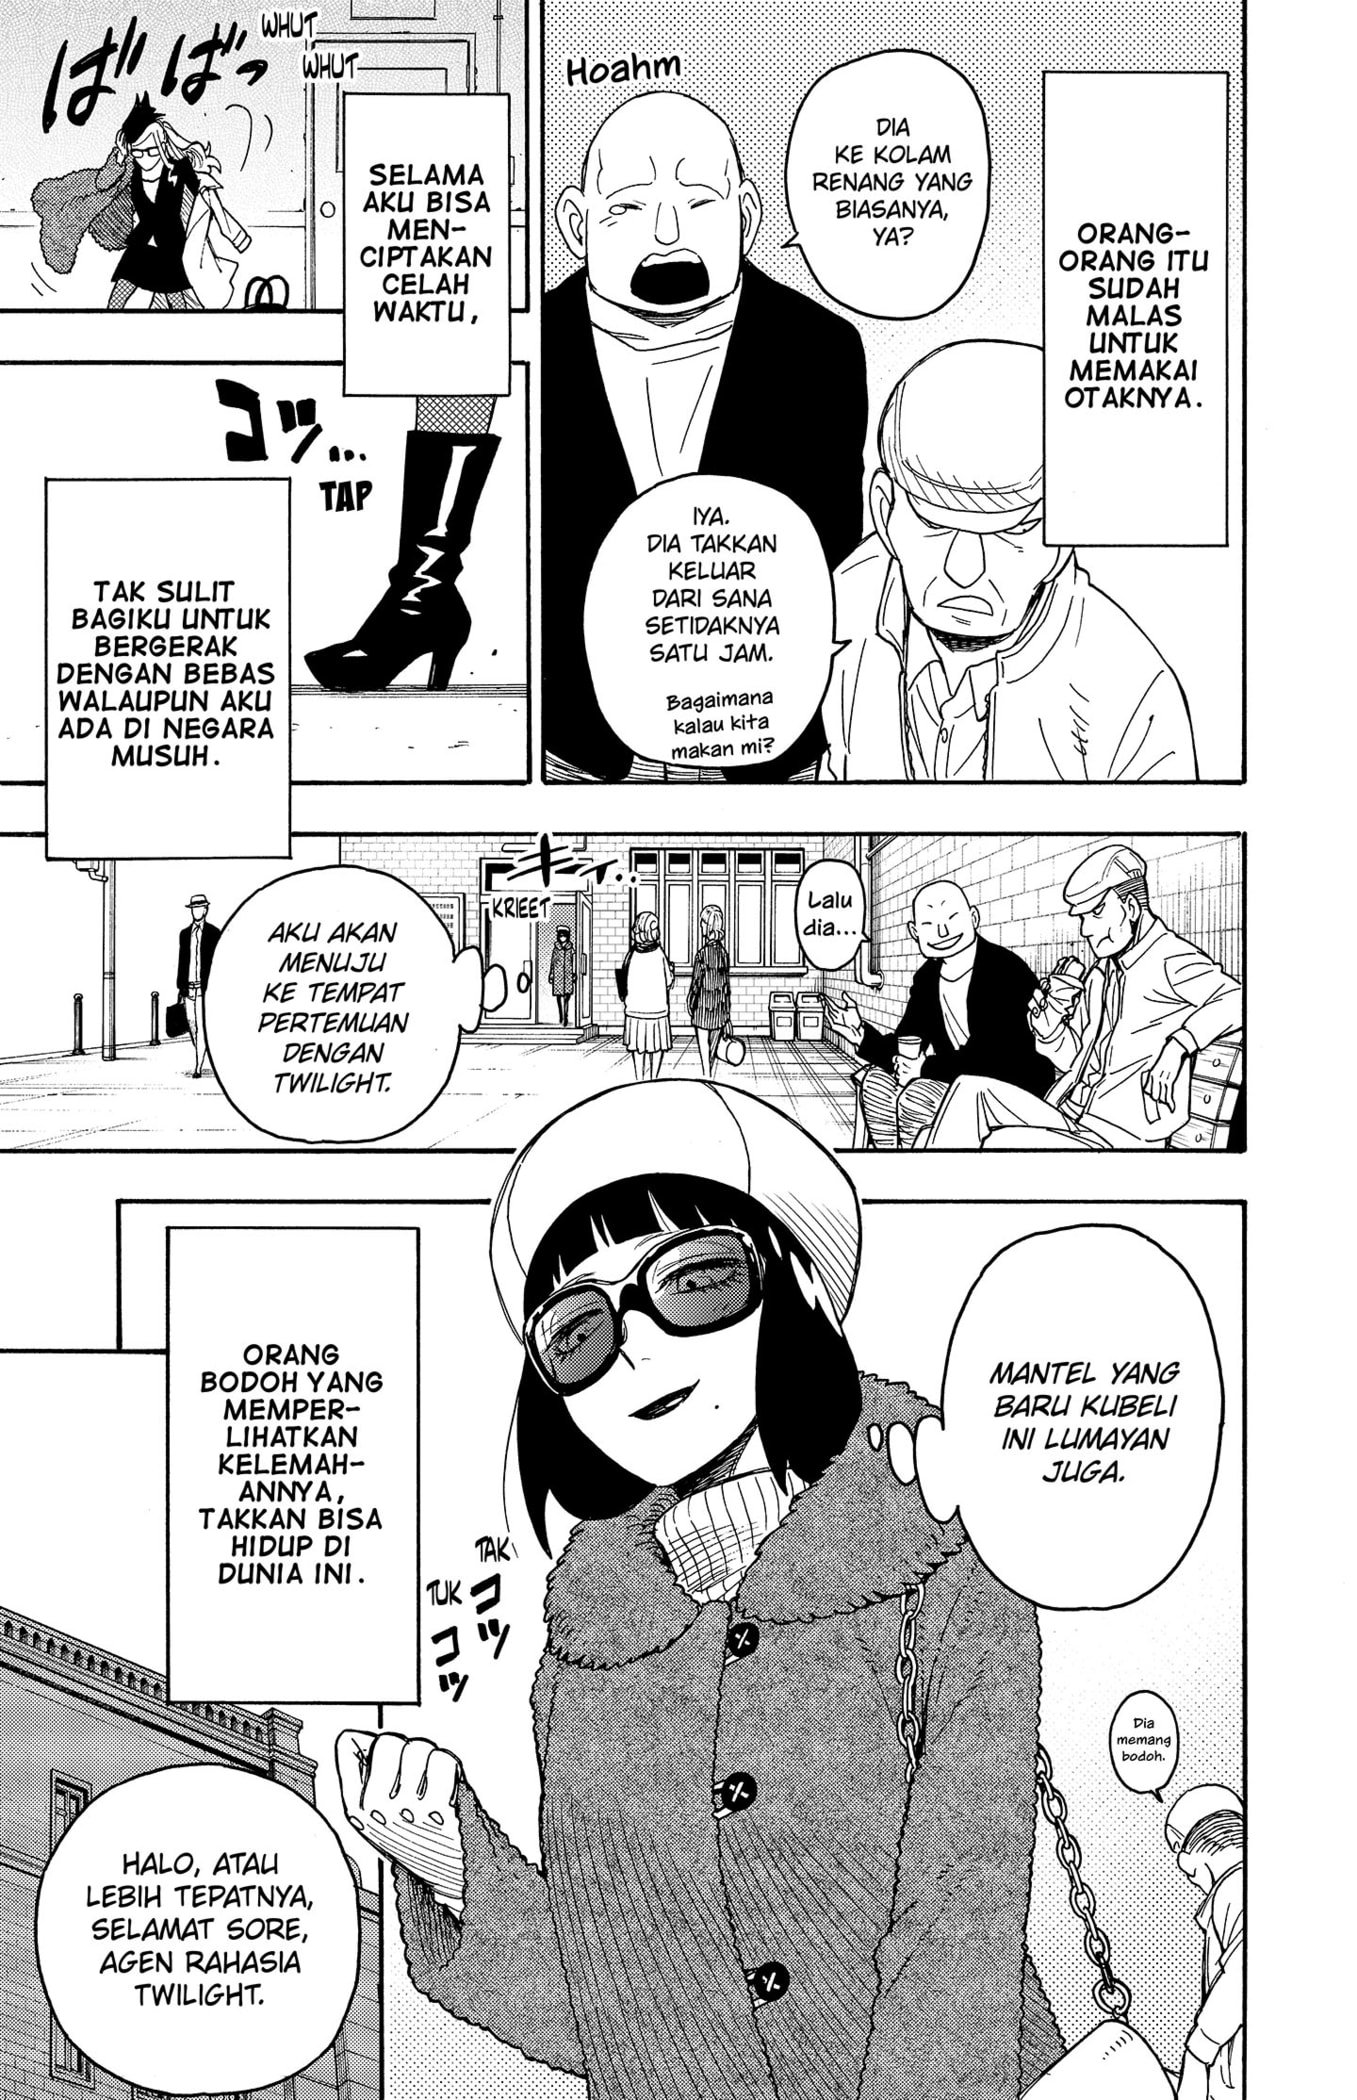 ORANG-
ORANG ITU
SUDAH
MALAS
UNTUK
MEMAKAI
OTAKNYA.
Hoahm
DIA
KE KOLAM
RENANG YANG
BIASANYA,
YA?
IYA.
DIA TAKKAN
KELUAR
DARI SANA
SETIDAKNYA
SATU JAM.
Bagaimana
kalau kita
makan mi?
ばばっ
WHUT
WHUT
SELAMA
AKU BISA
MEN-
CIPTAKAN
CELAH
WAKTU,
コッ...
TAP
TAK SULIT
BAGIKU UNTUK
BERGERAK
DENGAN BEBAS
WALAUPUN AKU
ADA DI NEGARA
MUSUH.
Lalu
dia...
キィ..
KRIEET
AKU AKAN
MENUJU
KE TEMPAT
PERTEMUAN
DENGAN
TWILIGHT.
MANTEL YANG
BARU KUBELI
INI LUMAYAN
JUGA.
ORANG
BODOH YANG
MEMPER-
LIHATKAN
KELEMAH-
ANNYA,
TAKKAN BISA
HIDUP DI
DUNIA INI.
TAK
コツ
TUK
コツ
Dia
memang
bodoh.
HALO, ATAU
LEBIH TEPATNYA,
SELAMAT SORE,
AGEN RAHASIA
TWILIGHT.